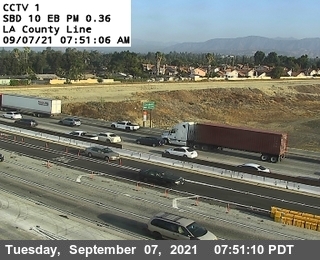 CCTV 1
SBD 10 EB PM 0.36
LA County Line
09/07/21 07:51:06 AM
Tuesday, September 07, 2021 07:51:10 PDT